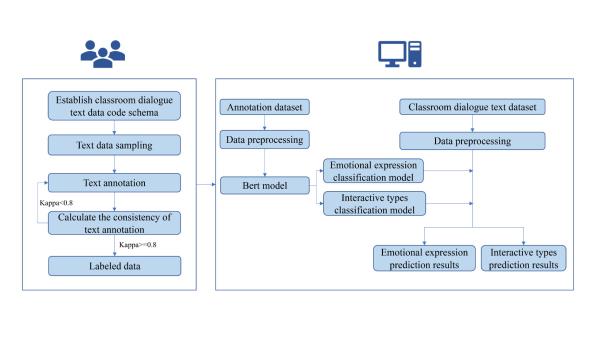 Establish classroom dialogue
text data code schema
Text data sampling
Text annotation
Kappa<0.8
Calculate the consistency of
text annotation
Kappa>=0.8
Labeled data
Annotation dataset
Data preprocessing
Bert model
Emotional expression
classification model
Interactive types
classification model
Classroom dialogue text dataset
Data preprocessing
Emotional expression
prediction results
Interactive types
prediction results